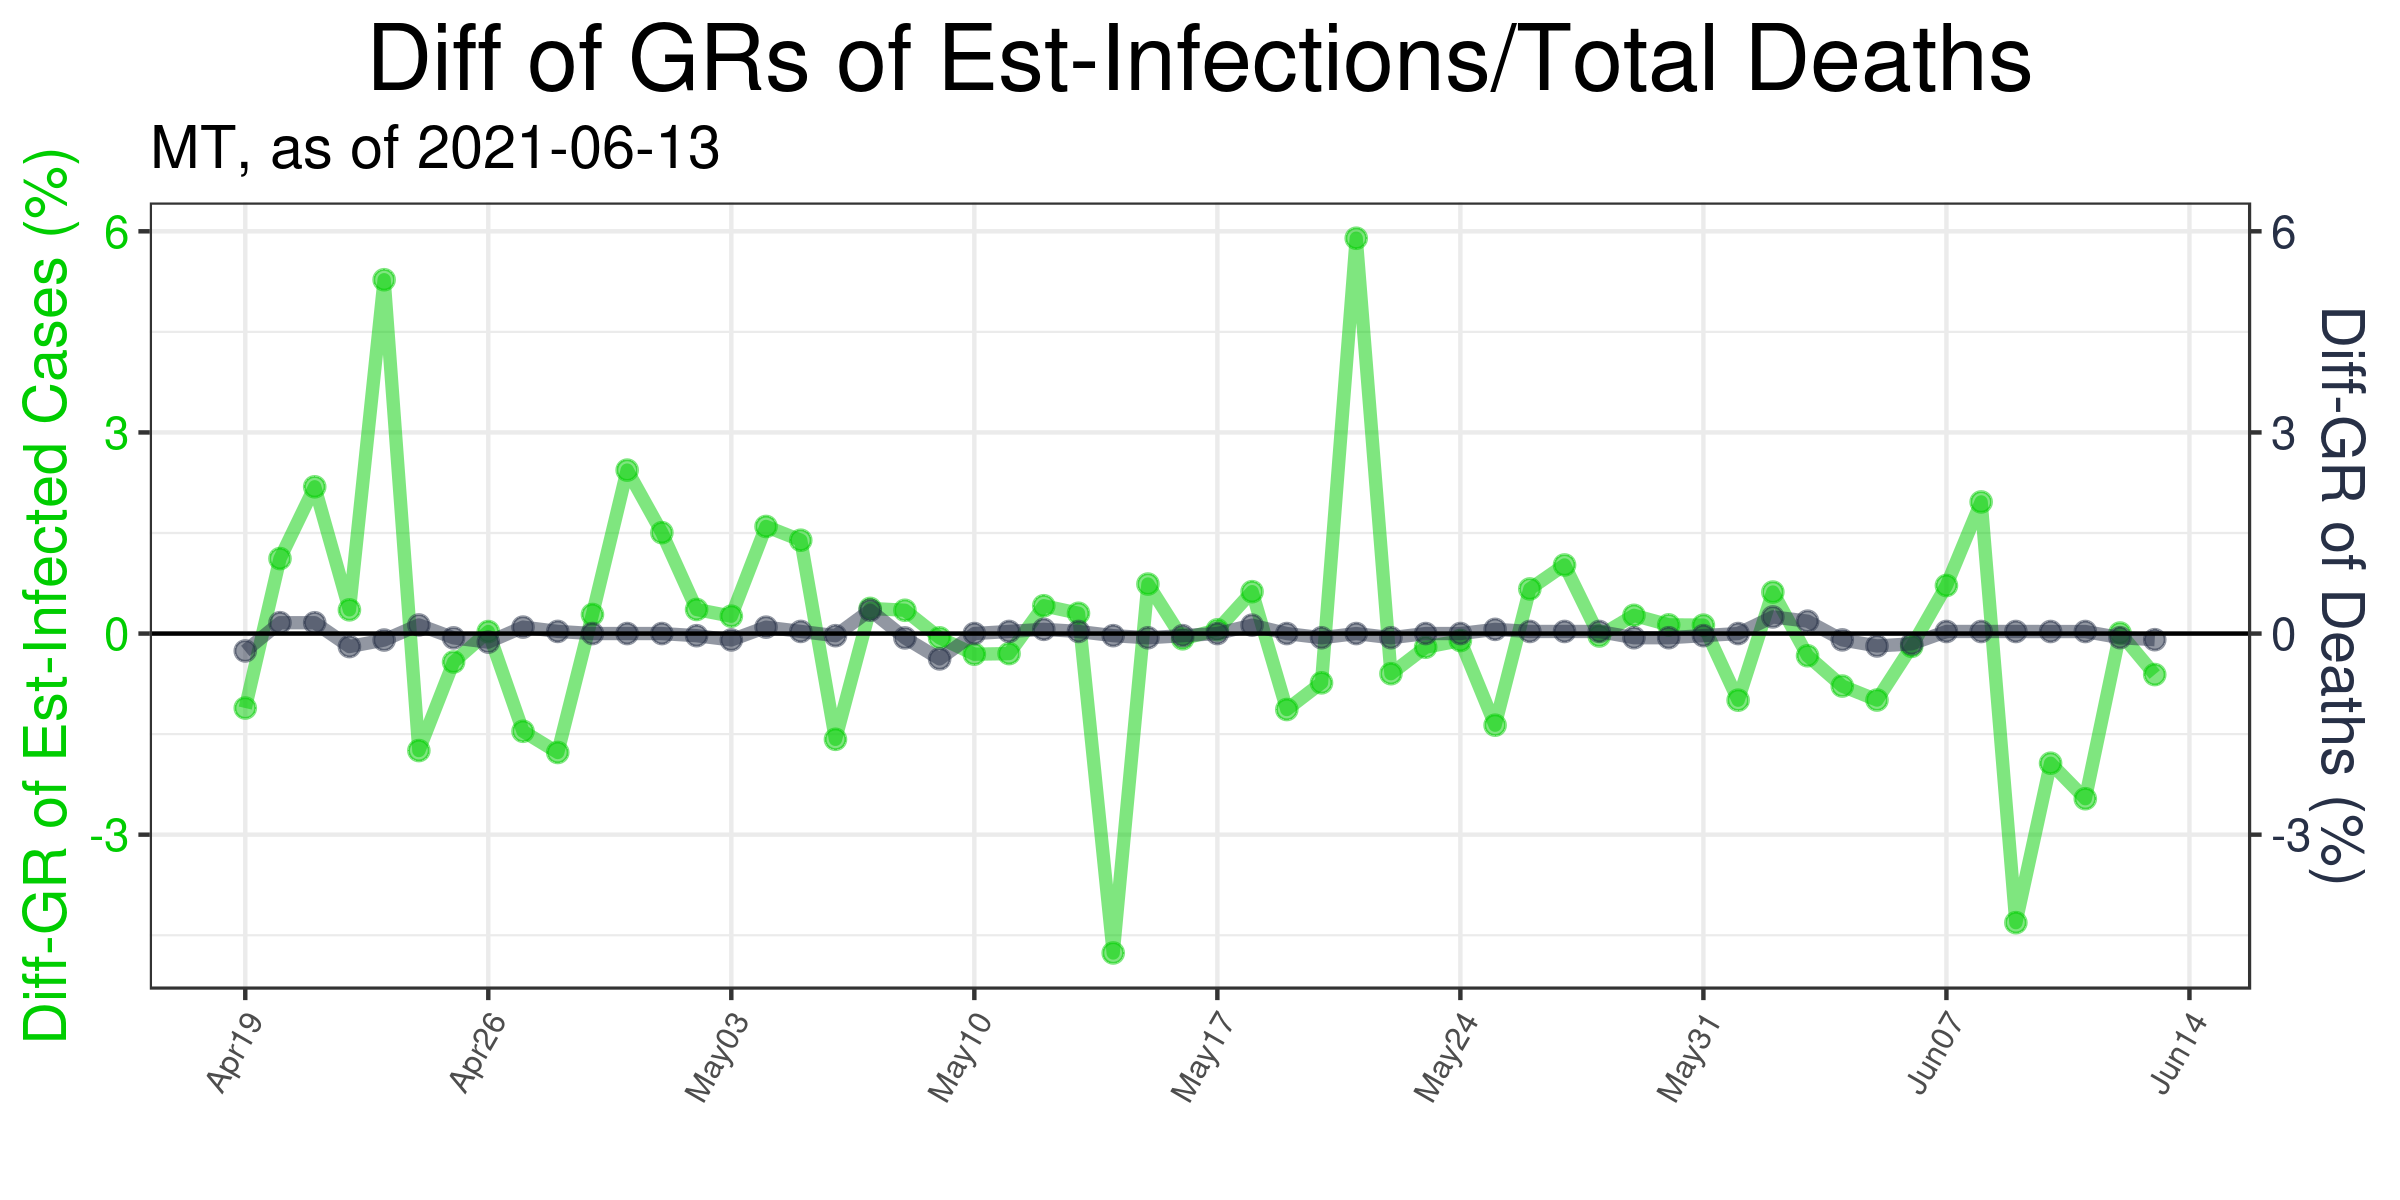 Diff of GRs of Est-Infections/Total Deaths
MT, as of 2021-06-13
Diff-GR of Est-Infected Cases (%)
6
3
0
-3
6
3
0
-3
Diff-GR of Deaths (%)
Apr19
Apr26
May03
May10
May17
May24
May31
Jun07
Jun14